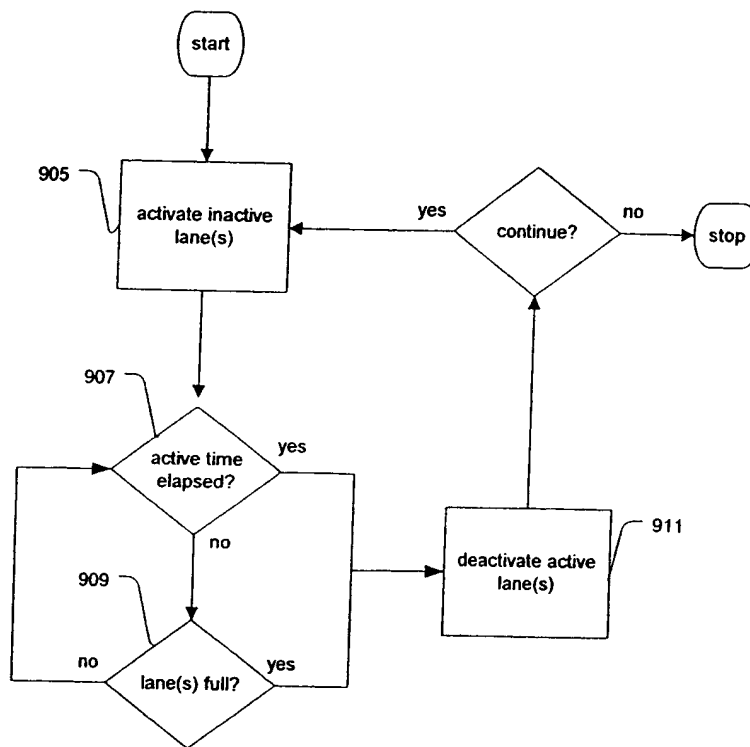 start
905
activate inactive
lane(s)
yes
continue?
no
stop
907
active time
elapsed?
yes
no
909
lane(s) full?
no
yes
deactivate active
lane(s)
911